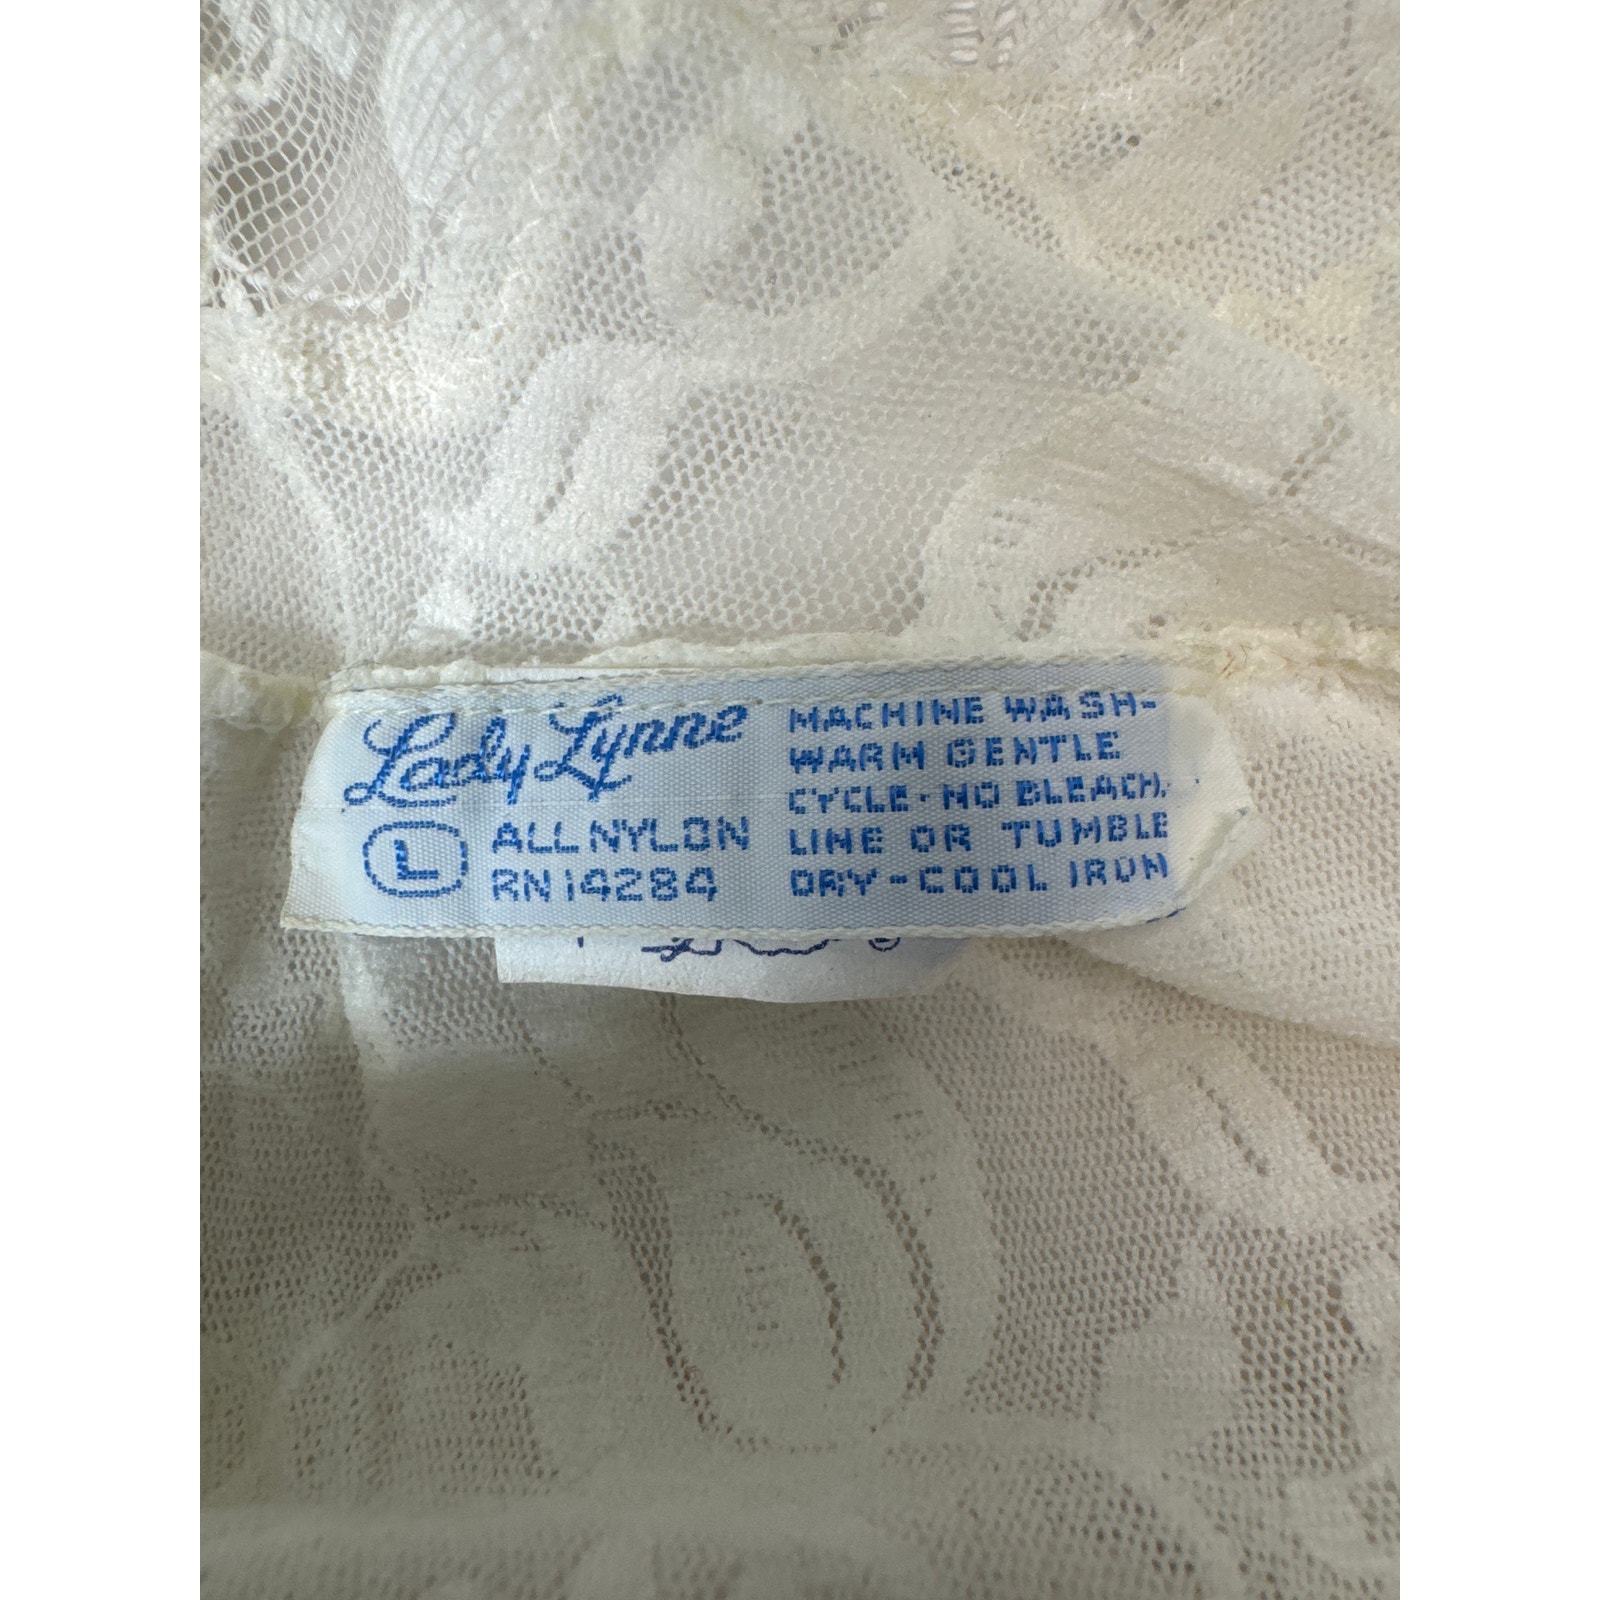 Lady Lynne
L
ALL NYLON
RN 14284
MACHINE WASH-
WARM GENTLE
CYCLE-NO BLEACH.
LINE OR TUMBLE
DRY-COOL IRON